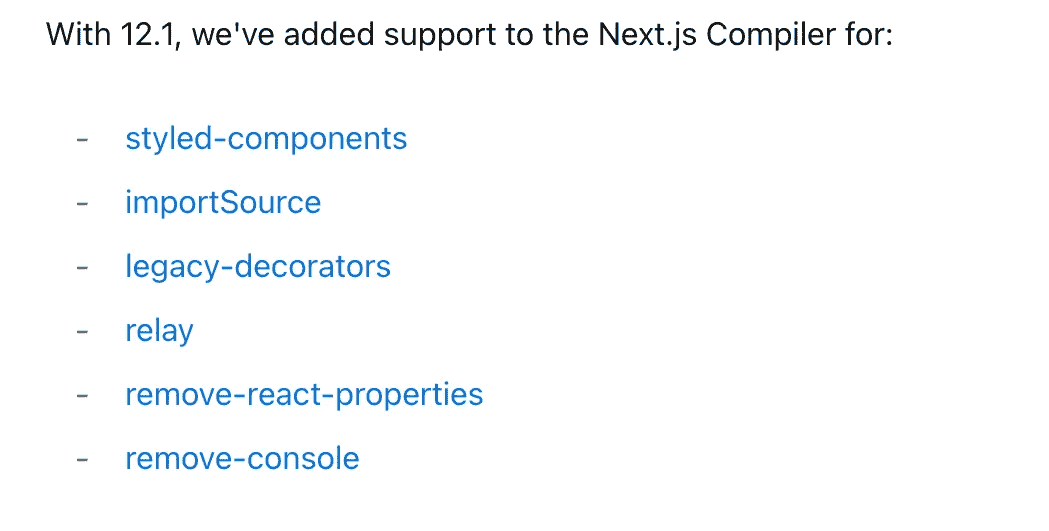 With 12.1, we've added support to the Next.js Compiler for:
- styled-components
- importSource
- legacy-decorators
- relay
- remove-react-properties
- remove-console